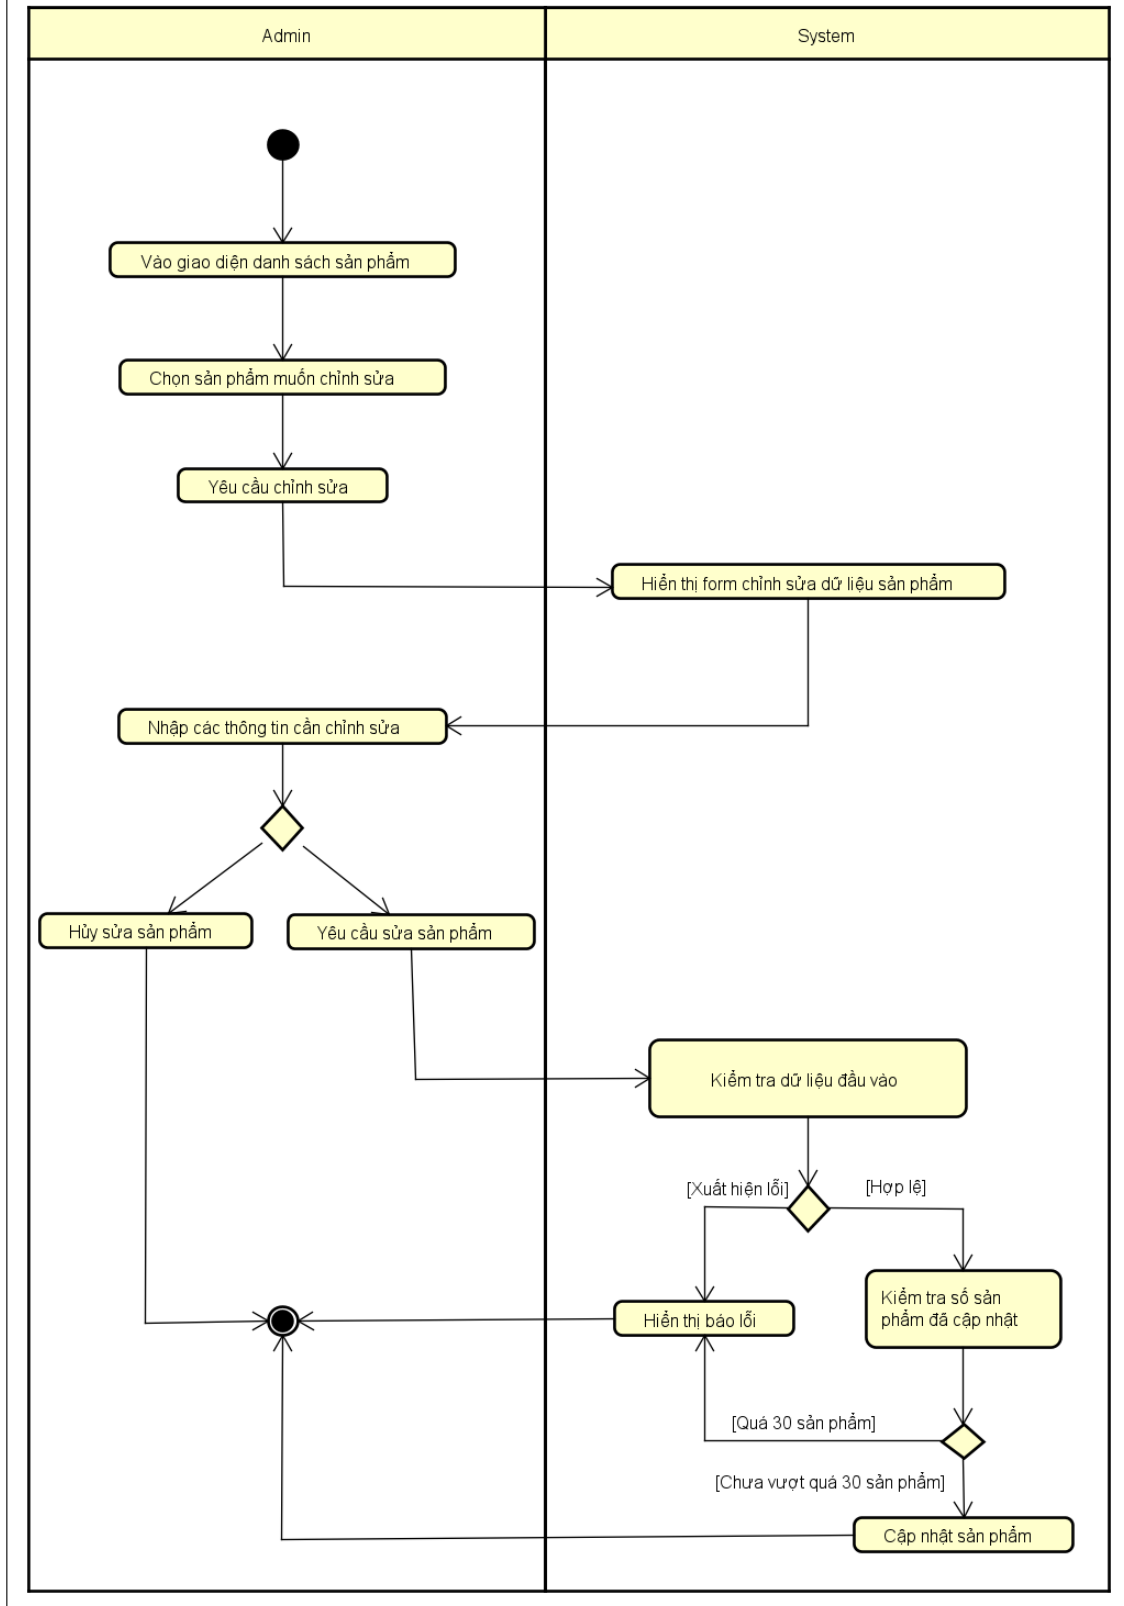 Admin
System
Vào giao diện danh sách sản phẩm
Chọn sản phẩm muốn chỉnh sửa
Yêu cầu chỉnh sửa
Hiển thị form chỉnh sửa dữ liệu sản phẩm
Nhập các thông tin cần chỉnh sửa
Hủy sửa sản phẩm
Yêu cầu sửa sản phẩm
Kiểm tra dữ liệu đầu vào
[Xuất hiện lỗi]
[Hợp lệ]
Kiểm tra số sản
phẩm đã cập nhật
Hiển thị báo lỗi
[Quá 30 sản phẩm]
[Chưa vượt quá 30 sản phẩm]
Cập nhật sản phẩm